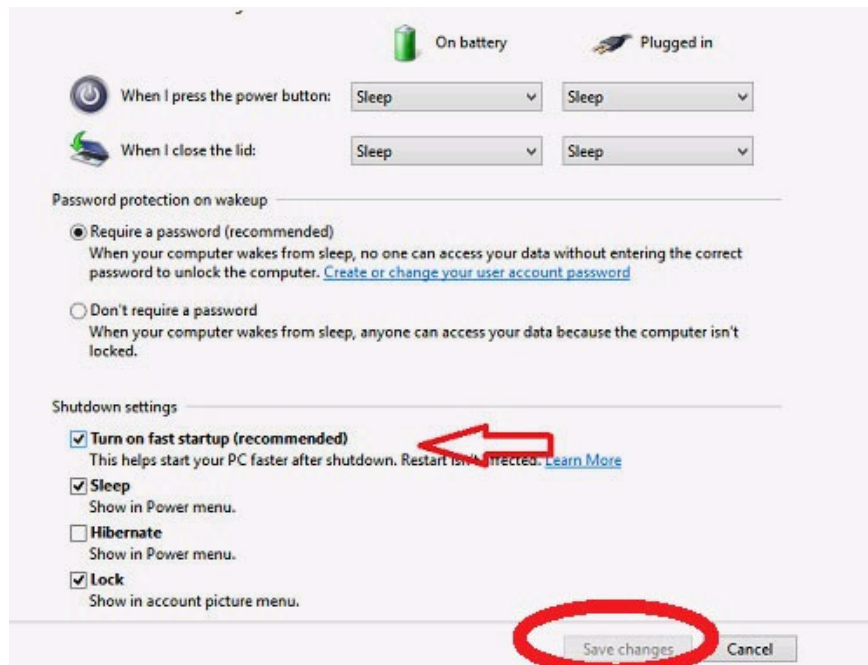 On battery
Plugged in
When I press the power button:
Sleep
Sleep
When I close the lid:
Sleep
Sleep
Password protection on wakeup
Require a password (recommended)
When your computer wakes from sleep, no one can access your data without entering the correct
password to unlock the computer. Create or change your user account password
Don't require a password
When your computer wakes from sleep, anyone can access your data because the computer isn't
locked.
Shutdown settings
Turn on fast startup (recommended)
This helps start your PC faster after shutdown. Restart isn't affected. Learn More
Sleep
Show in Power menu.
Hibernate
Show in Power menu.
Lock
Show in account picture menu.
Save changes
Cancel